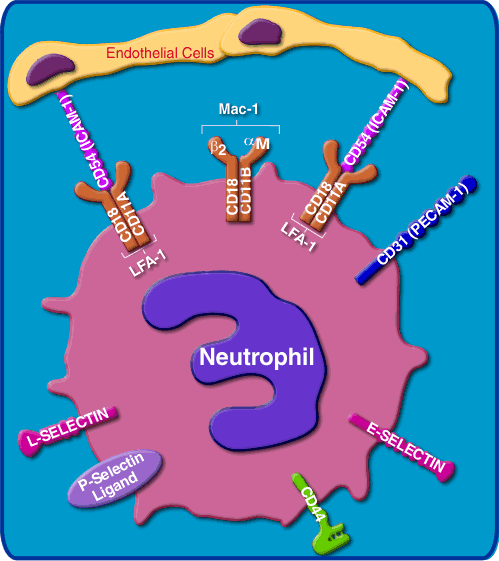 Endothelial Cells
CD54 (ICAM-1)
Mac-1
β2
αM
CD54 (ICAM-1)
CD18
CD11A
LFA-1
CD18
CD11B
CD18
CD11A
LFA-1
CD31 (PECAM-1)
Neutrophil
L-SELECTIN
E-SELECTIN
P-Selectin
Ligand
CD44